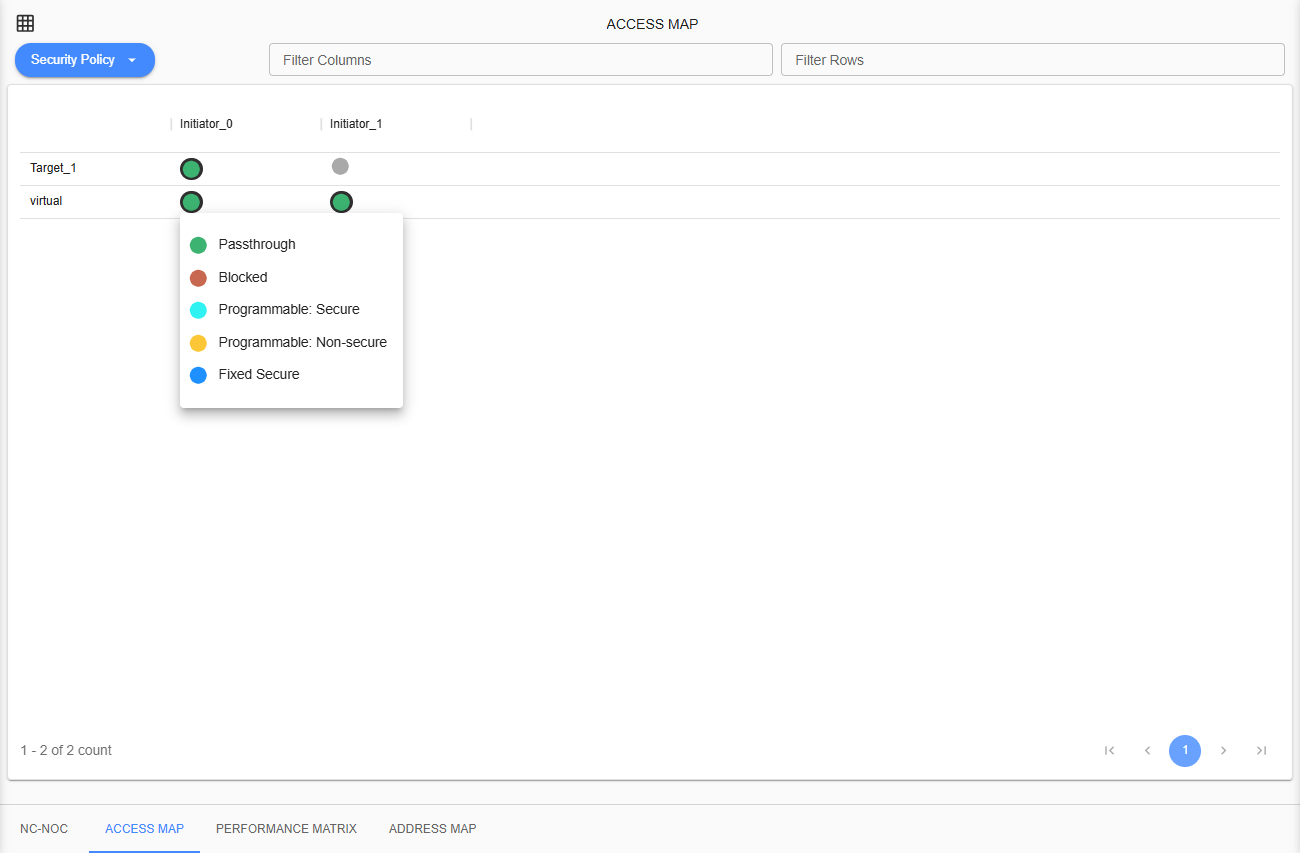 ACCESS MAP
Security Policy
Filter Columns
Filter Rows
Initiator_0
Initiator_1
Target_1
virtual
Passthrough
Blocked
Programmable: Secure
Programmable: Non-secure
Fixed Secure
1 - 2 of 2 count
1
NC-NOC
ACCESS MAP
PERFORMANCE MATRIX
ADDRESS MAP